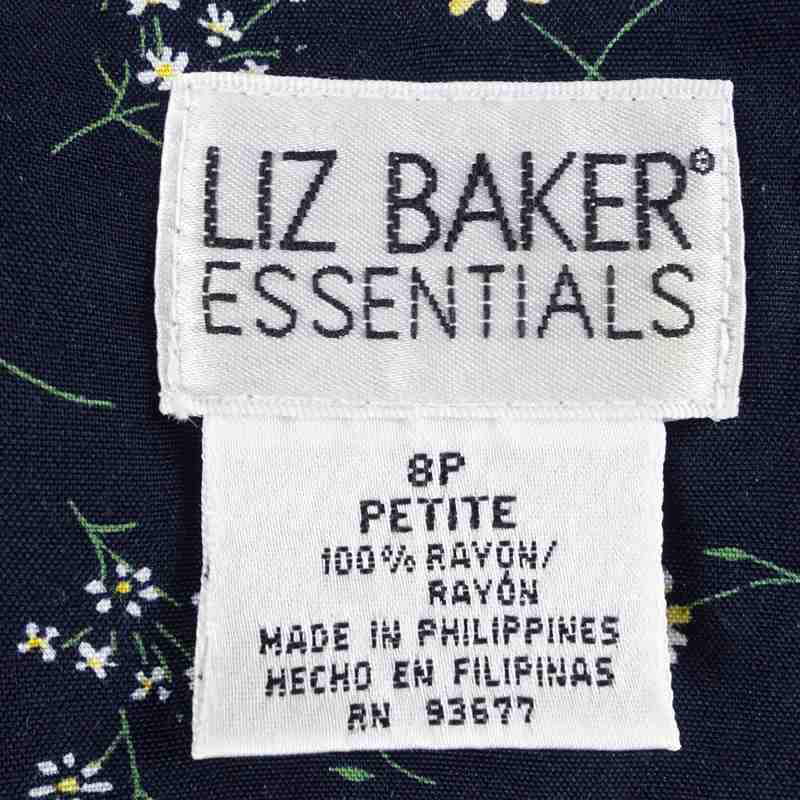 LIZ BAKER®
ESSENTIALS
8P
PETITE
100% RAYON/
RAYÓN
MADE IN PHILIPPINES
HECHO EN FILIPINAS
RN 93677